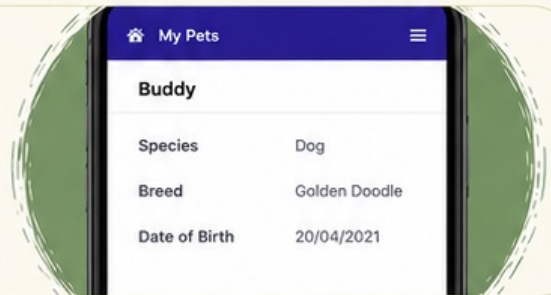 My Pets
Buddy
Species Dog
Breed Golden Doodle
Date of Birth 20/04/2021